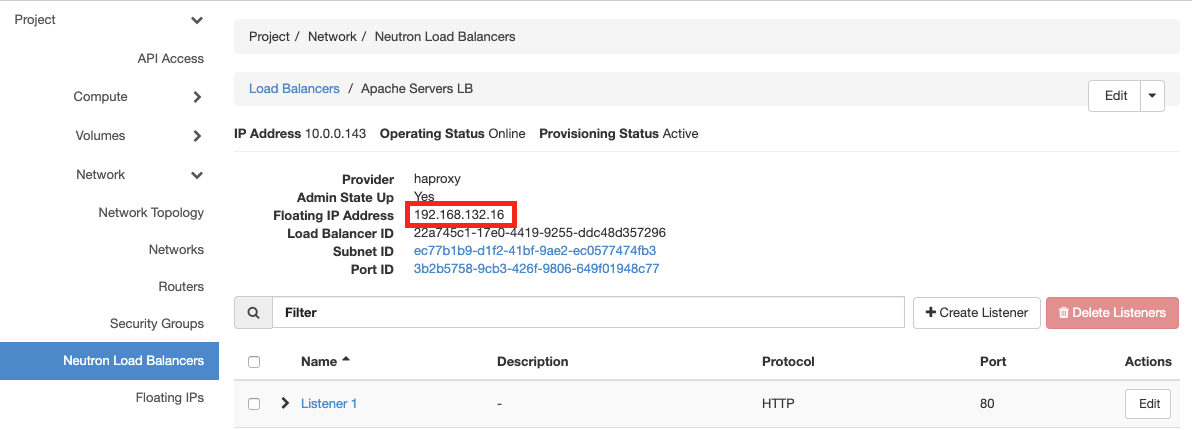 Project
API Access
Compute
Volumes
Network
Network Topology
Networks
Routers
Security Groups
Neutron Load Balancers
Floating IPs
Project / Network / Neutron Load Balancers
Load Balancers / Apache Servers LB
Edit
IP Address 10.0.0.143 Operating Status Online Provisioning Status Active
Provider haproxy
Admin State Up Yes
Floating IP Address 192.168.132.16
Load Balancer ID 22a745c1-17e0-4419-9255-ddc48d357296
Subnet ID ec77b1b9-d1f2-41bf-9ae2-ec0577474fb3
Port ID 3b2b5758-9cb3-426f-9806-649f01948c77
Filter + Create Listener Delete Listeners
Name Description Protocol Port Actions
Listener 1 - HTTP 80 Edit